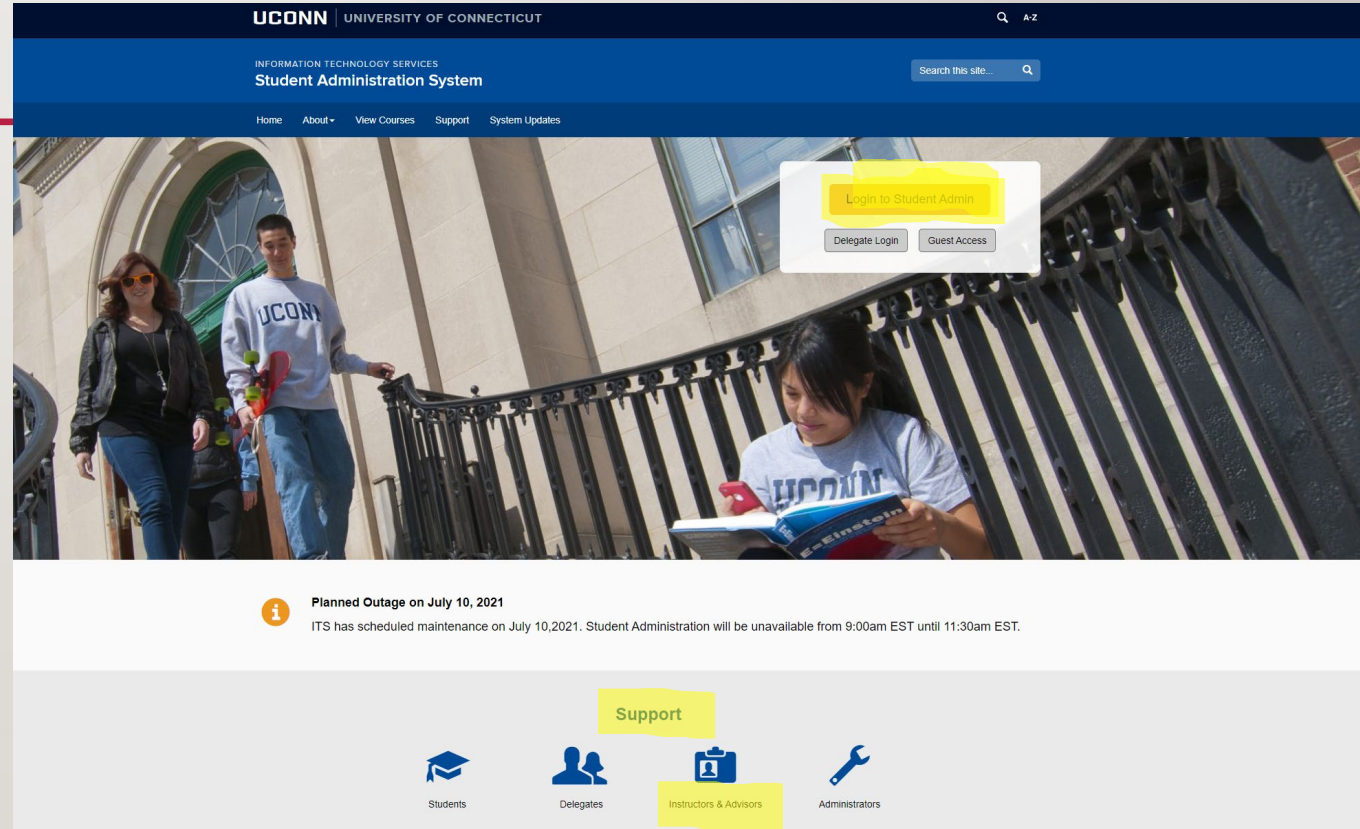 UCONN UNIVERSITY OF CONNECTICUT
A-Z
INFORMATION TECHNOLOGY SERVICES
Student Administration System
Search this site...
Home About View Courses Support System Updates
Login to Student Admin
Delegate Login Guest Access
UCONN
UCONN
E=Einstein
Planned Outage on July 10, 2021
ITS has scheduled maintenance on July 10,2021. Student Administration will be unavailable from 9:00am EST until 11:30am EST.
Support
Students Delegates Instructors & Advisors Administrators